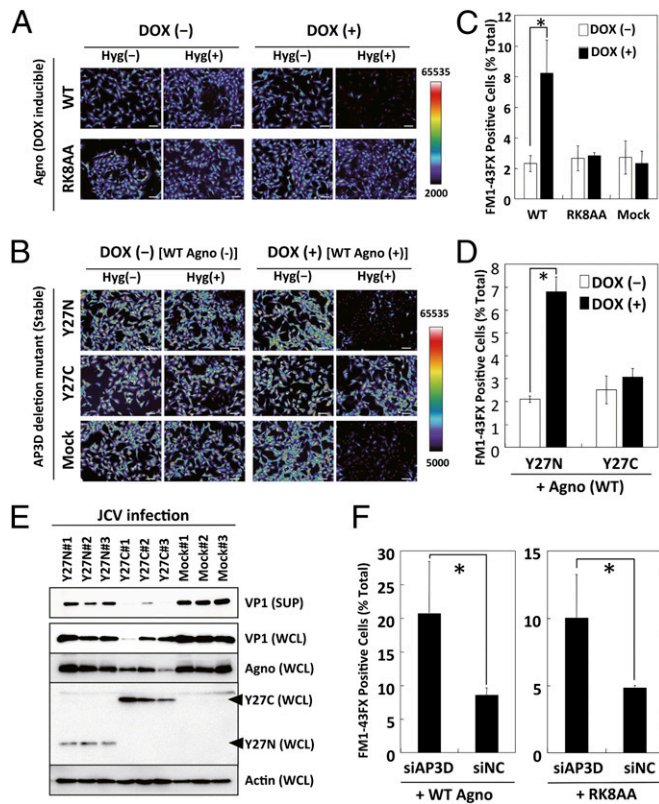 A
DOX (−) DOX (+)
Hyg(−) Hyg(+) Hyg(−) Hyg(+)
Agno (DOX inducible)
WT
RK8AA
65535
2000
B
DOX (−) [WT Agno (-)] DOX (+) [WT Agno (+)]
Hyg(−) Hyg(+) Hyg(−) Hyg(+)
AP3D deletion mutant (Stable)
Y27N
Y27C
Mock
65535
5000
C
FM1-43FX Positive Cells (% Total)
12
10
8
6
4
2
0
*
DOX (−)
DOX (+)
WT RK8AA Mock
D
FM1-43FX Positive Cells (% Total)
8
7
6
5
4
3
2
1
0
*
DOX (−)
DOX (+)
Y27N Y27C
+ Agno (WT)
E
JCV infection
Y27N#1 Y27N#2 Y27N#3 Y27C#1 Y27C#2 Y27C#3 Mock#1 Mock#2 Mock#3
VP1 (SUP)
VP1 (WCL)
Agno (WCL)
Y27C (WCL)
Y27N (WCL)
Actin (WCL)
F
FM1-43FX Positive Cells (% Total)
30
25
20
15
10
5
0
*
siAP3D siNC
+ WT Agno
15
10
5
0
*
siAP3D siNC
+ RK8AA